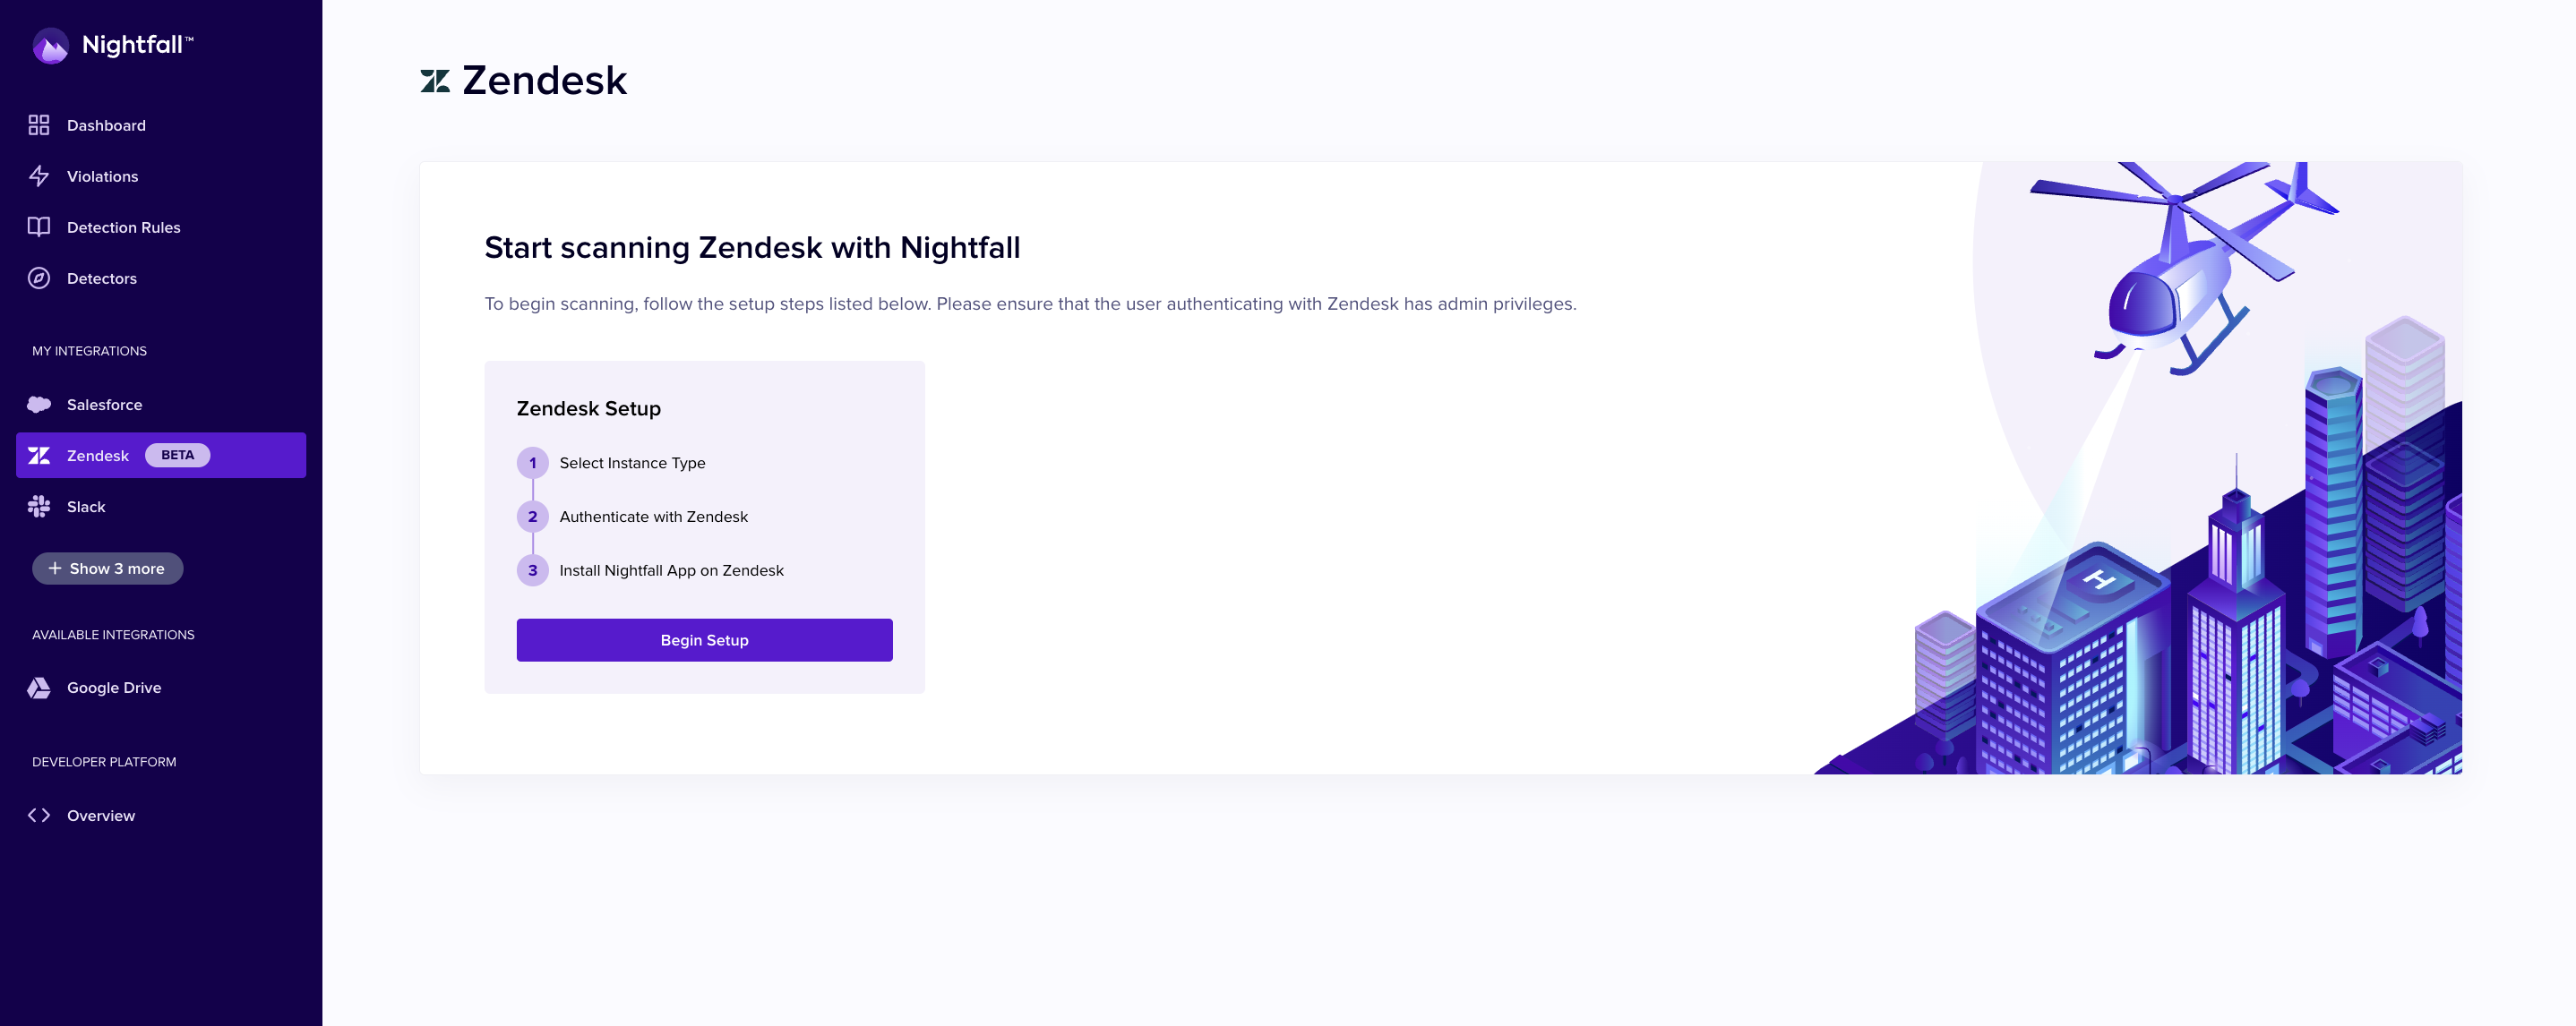 Nightfall™
Dashboard
Violations
Detection Rules
Detectors
MY INTEGRATIONS
Salesforce
Zendesk BETA
Slack
+ Show 3 more
AVAILABLE INTEGRATIONS
Google Drive
DEVELOPER PLATFORM
Overview
Zendesk
Start scanning Zendesk with Nightfall
To begin scanning, follow the setup steps listed below. Please ensure that the user authenticating with Zendesk has admin privileges.
Zendesk Setup
1 Select Instance Type
2 Authenticate with Zendesk
3 Install Nightfall App on Zendesk
Begin Setup
H